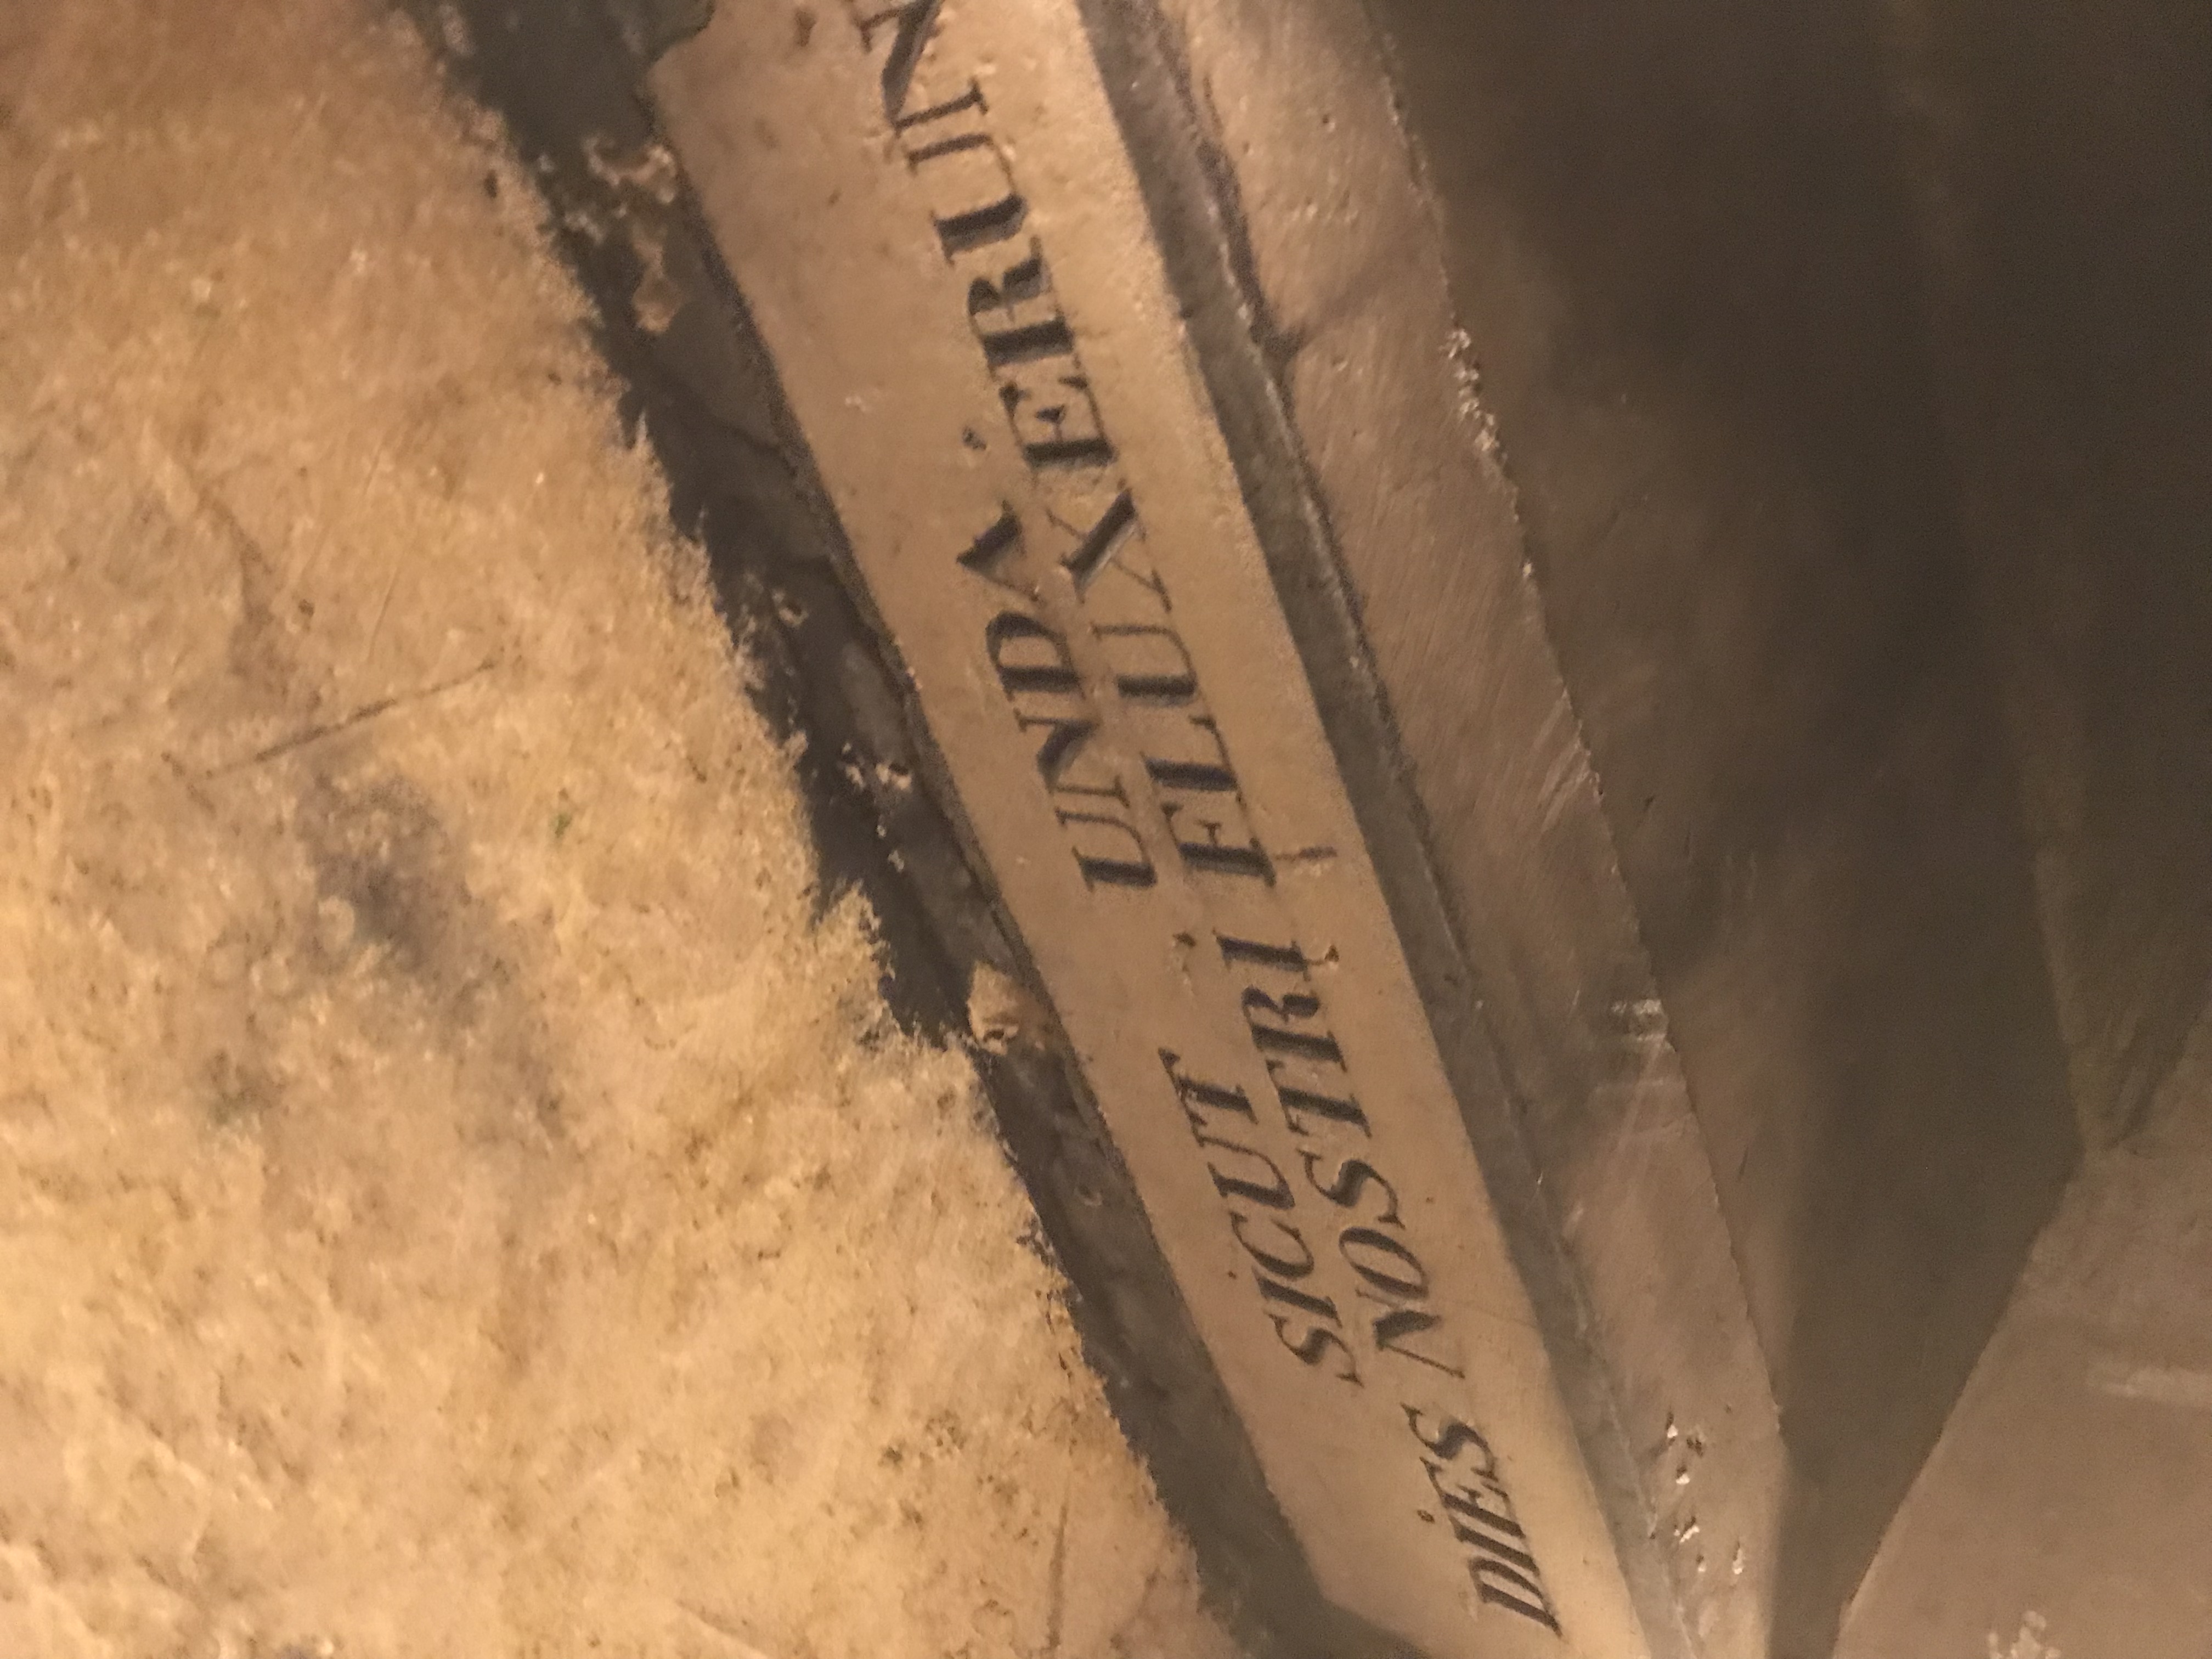 SICUT UNDA
DIES NOSTRI FLUXERUN